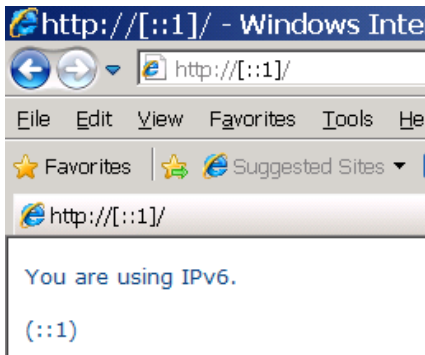 http://[::1]/ - Windows Inte
http://[::1]/
File Edit View Favorites Tools He
Favorites Suggested Sites
http://[::1]/
You are using IPv6.
(::1)